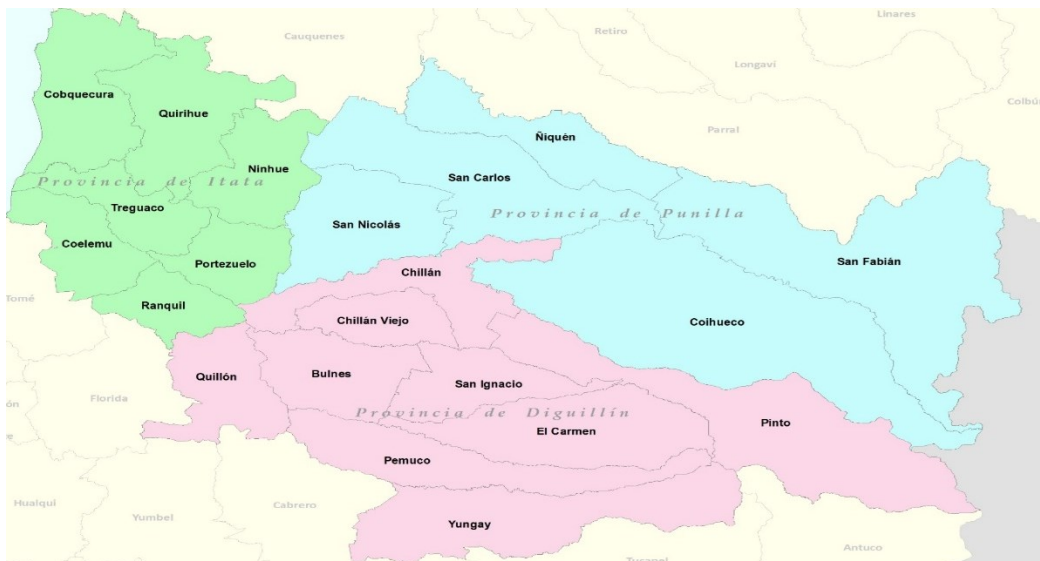 Linares
Cauquenes
Retiro
Longaví
Colbún
Cobquecura
Quirihue
Parral
Ñiquén
Ninhue
San Carlos
Provincia de Itata
Treguaco
Provincia de Punilla
San Nicolás
Coelemu
Portezuelo
San Fabián
Chillán
Tomé
Ranquil
Chillán Viejo
Coihueco
Quillón
Bulnes
San Ignacio
Florida
Provincia de Diguillín
Pinto
El Carmen
Pemuco
Cabrero
Hualqui
Yumbel
Yungay
Antuco